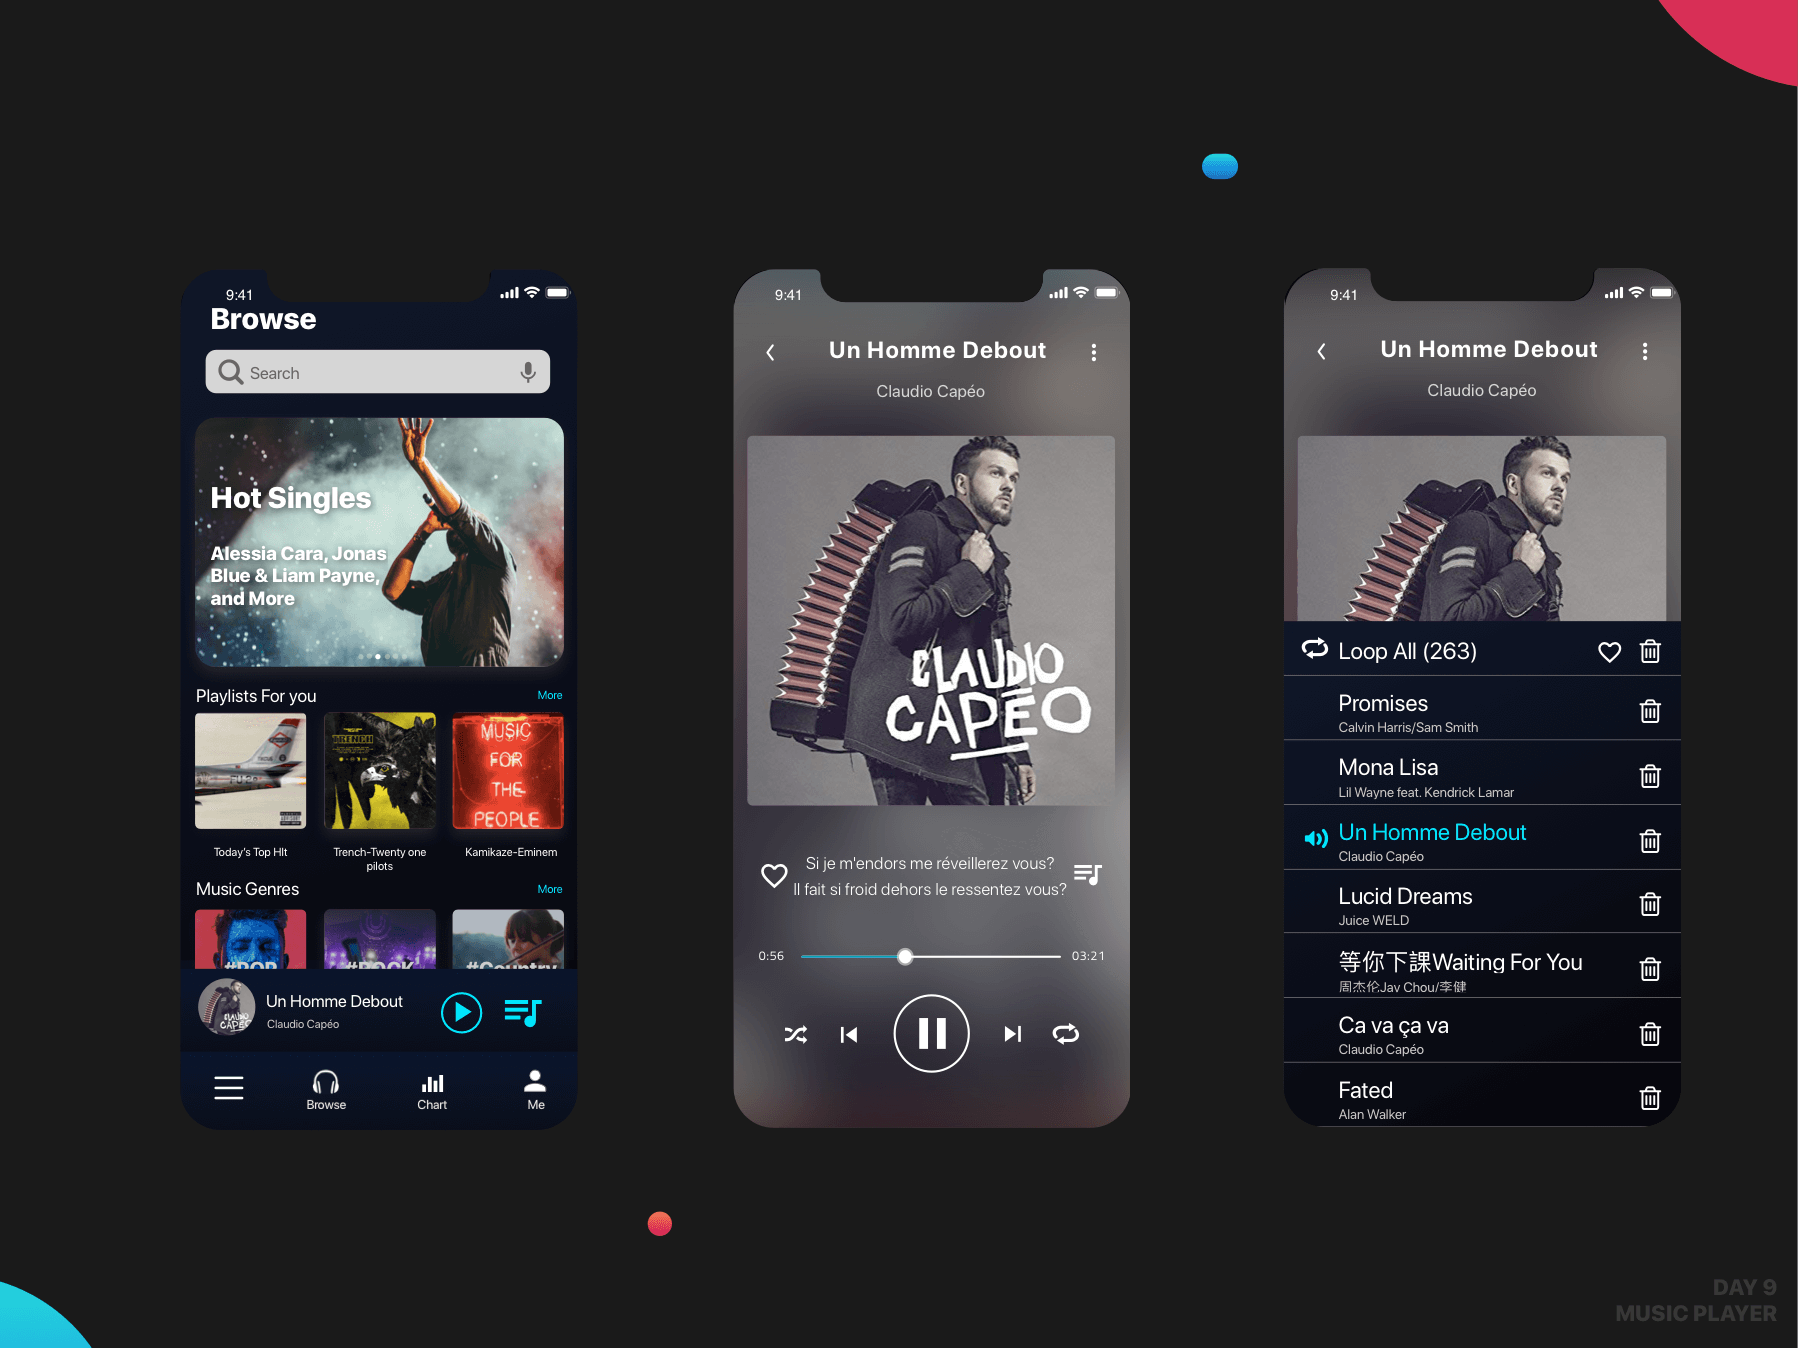 9:41
Browse
Search
Hot Singles
Alessia Cara, Jonas
Blue & Liam Payne,
and More
Playlists For you
More
TRENCH
MUSIC
FOR
THE
PEOPLE
Today's Top HIt
Trench-Twenty one
pilots
Kamikaze-Eminem
Music Genres
More
#POP
#ROCK
#Country
CLAUDIO
CAPÉO
Un Homme Debout
Claudio Capéo
Browse
Chart
Me
9:41
Un Homme Debout
Claudio Capéo
CLAUDIO
CAPÉO
Si je m'endors me réveillerez vous?
Il fait si froid dehors le ressentez vous?
0:56
03:21
9:41
Un Homme Debout
Claudio Capéo
Loop All (263)
Promises
Calvin Harris/Sam Smith
Mona Lisa
Lil Wayne feat. Kendrick Lamar
Un Homme Debout
Claudio Capéo
Lucid Dreams
Juice WELD
等你下課Waiting For You
周杰伦Jay Chou/李健
Ca va ça va
Claudio Capéo
Fated
Alan Walker
DAY 9
MUSIC PLAYER